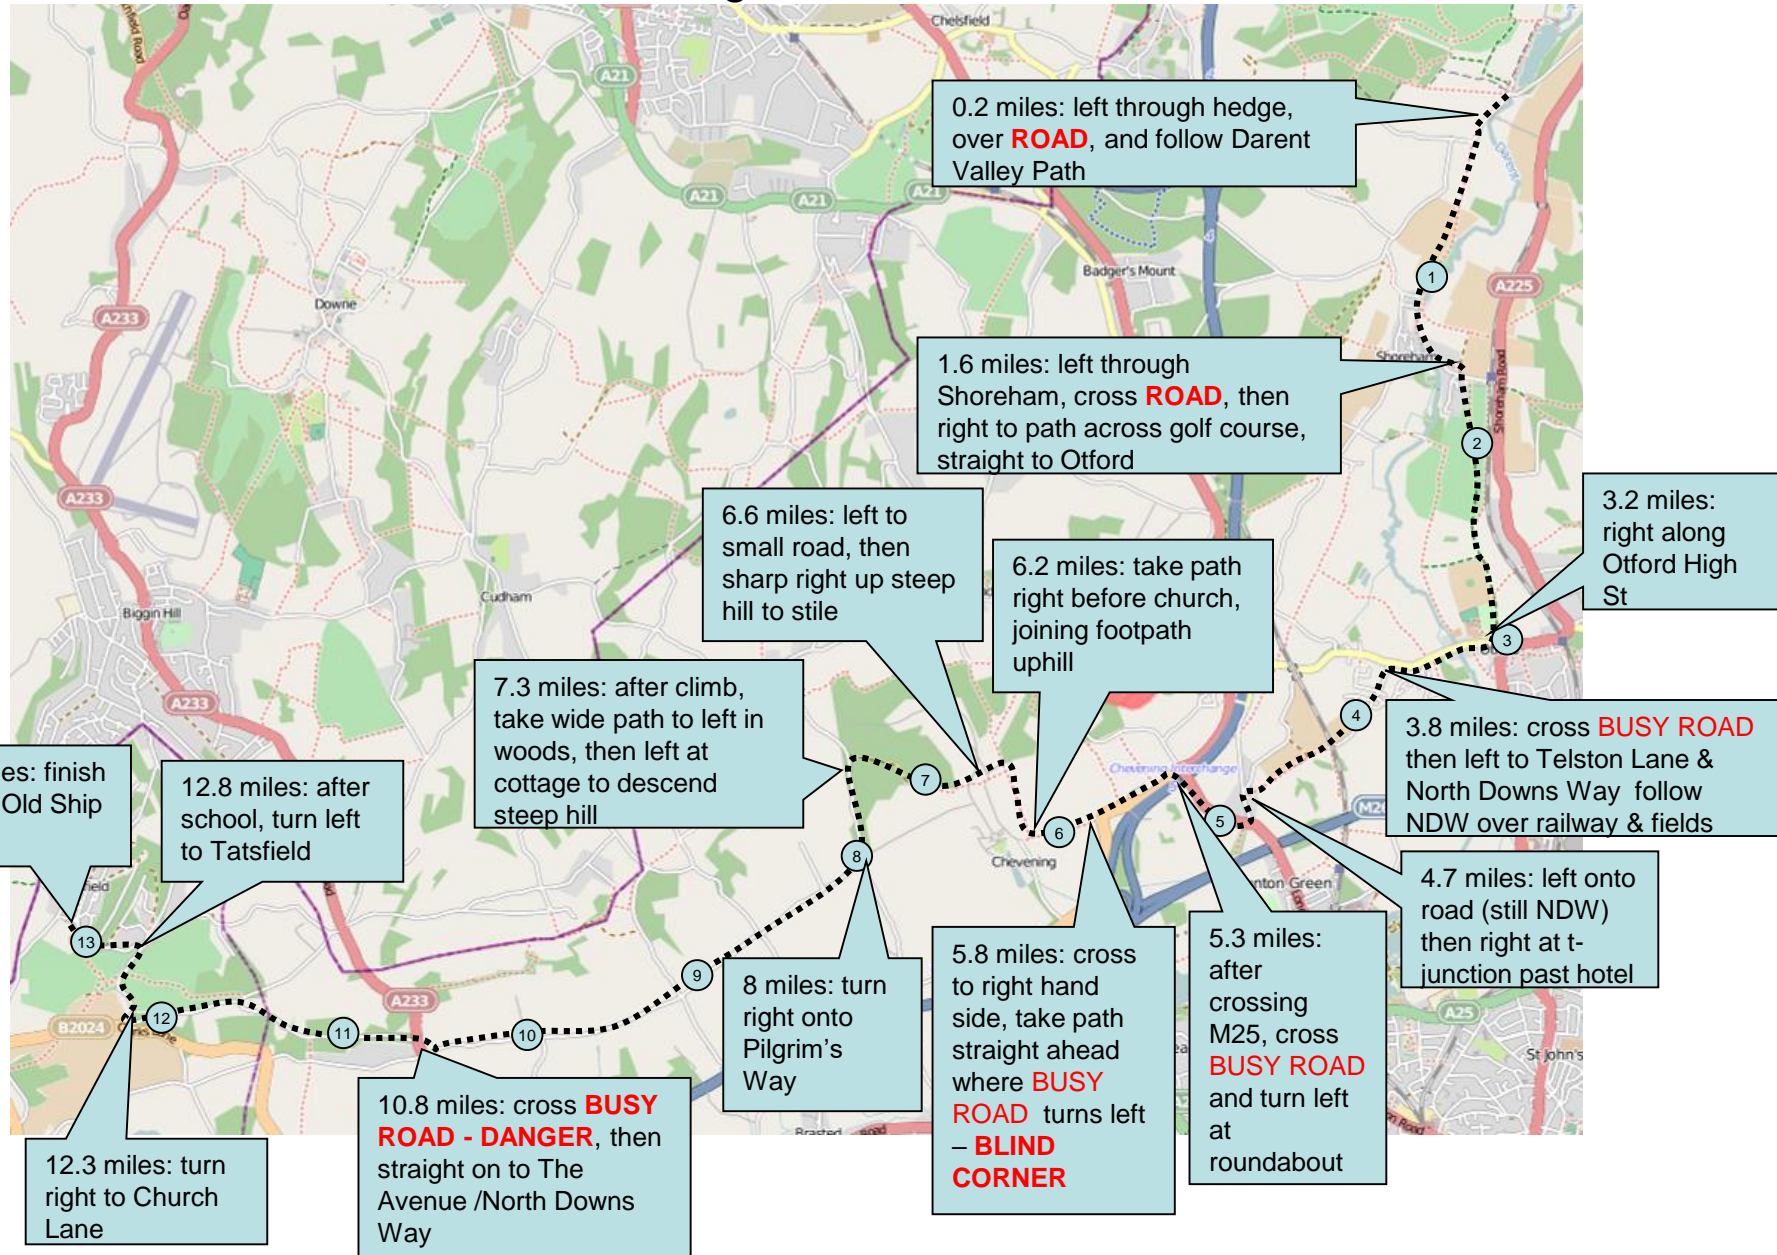 Chelsfield
A21
0.2 miles: left through hedge,
over ROAD, and follow Darent
Valley Path
A21
A21
A21
Darent
4
4
Badger's Mount
1
A225
Downe
A233
1.6 miles: left through
Shoreham, cross ROAD, then
right to path across golf course,
straight to Otford
Shoreham
Shoreham Road
2
A233
3.2 miles:
right along
Otford High
St
6.6 miles: left to
small road, then
sharp right up steep
hill to stile
6.2 miles: take path
right before church,
joining footpath
uphill
Cudham
Biggin Hill
3
7.3 miles: after climb,
take wide path to left in
woods, then left at
cottage to descend
steep hill
A233
4
3.8 miles: cross BUSY ROAD
then left to Telston Lane &
North Downs Way follow
NDW over railway & fields
es: finish
Old Ship
12.8 miles: after
school, turn left
to Tatsfield
Chevening Interchange
7
M26
5
6
8
Chevening
nton Green
4.7 miles: left onto
road (still NDW)
then right at t-
junction past hotel
field
13
5.3 miles:
after
crossing
M25, cross
BUSY ROAD
and turn left
at
roundabout
5.8 miles: cross
to right hand
side, take path
straight ahead
where BUSY
ROAD turns left
– BLIND
CORNER
8 miles: turn
right onto
Pilgrim's
Way
9
A233
12
B2024
11
10
A25
St John's
10.8 miles: cross BUSY
ROAD - DANGER, then
straight on to The
Avenue /North Downs
Way
Brasted
12.3 miles: turn
right to Church
Lane